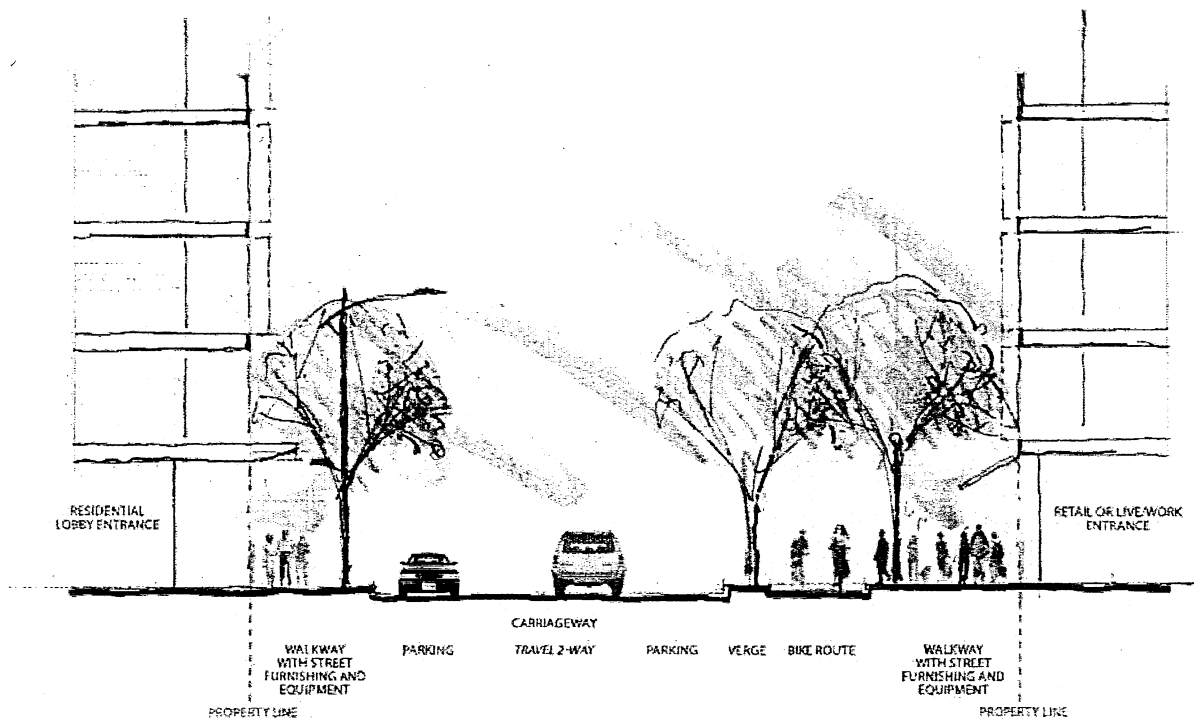 RESIDENTIAL
LOBBY ENTRANCE
RETAIL OR LIVE/WORK
ENTRANCE
CARRIAGEWAY
WALKWAY
WITH STREET
FURNISHING AND
EQUIPMENT
PARKING
TRAVEL 2-WAY
PARKING
VERGE
BIKE ROUTE
WALKWAY
WITH STREET
FURNISHING AND
EQUIPMENT
PROPERTY LINE
PROPERTY LINE